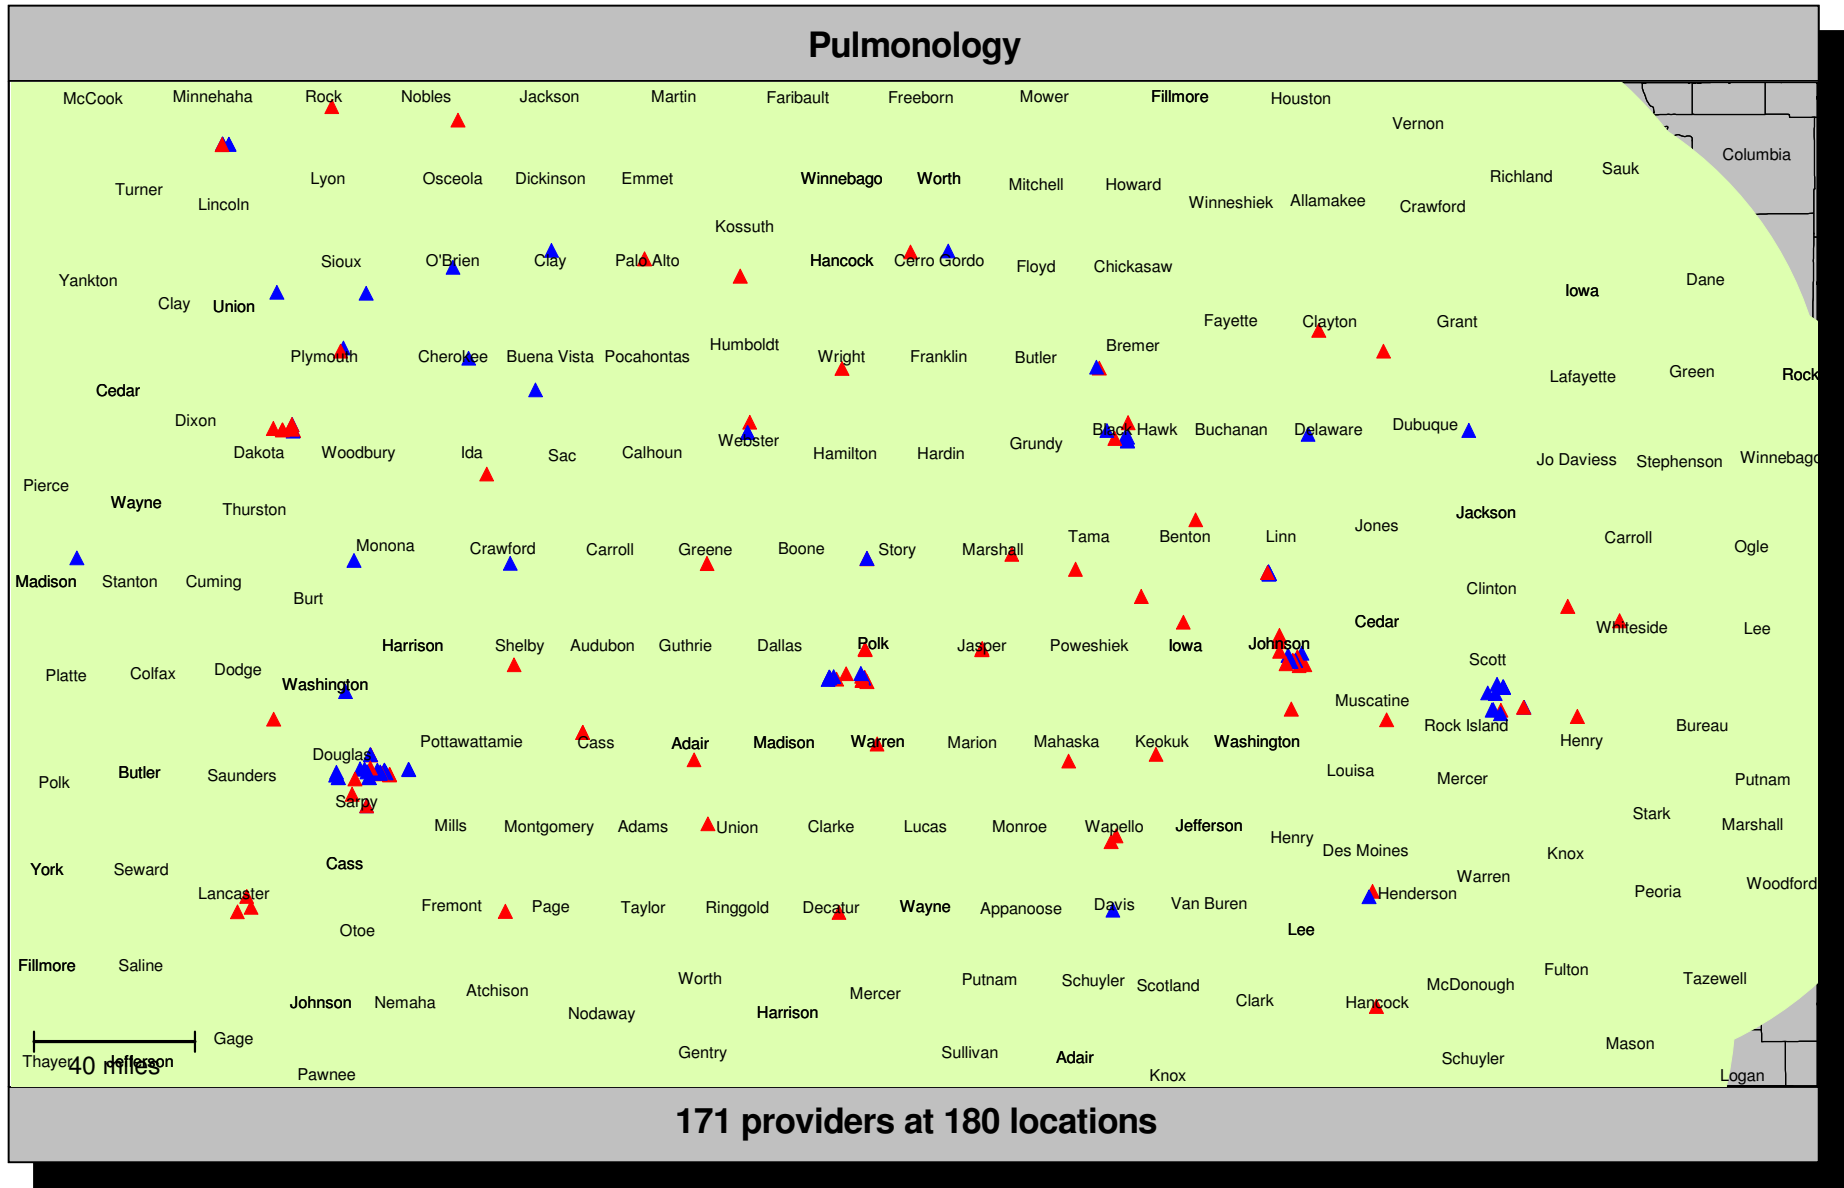 Pulmonology
McCook Minnehaha Rock Nobles Jackson Martin Faribault Freeborn Mower Fillmore Houston
Vernon
Columbia
Turner Lincoln Lyon Osceola Dickinson Emmet Winnebago Worth Mitchell Howard Winneshiek Allamakee Crawford Richland Sauk
Kossuth
Yankton Clay Union Sioux O'Brien Clay Palo Alto Hancock Cerro Gordo Floyd Chickasaw Iowa Dane
Fayette Clayton Grant
Plymouth Cherokee Buena Vista Pocahontas Humboldt Wright Franklin Butler Bremer
Cedar Lafayette Green Rock
Dixon Webster Black Hawk Buchanan Delaware Dubuque
Dakota Woodbury Ida Sac Calhoun Hamilton Hardin Grundy Jo Daviess Stephenson Winnebago
Pierce Wayne Thurston Jackson
Monona Crawford Carroll Greene Boone Story Marshall Tama Benton Linn Jones Carroll Ogle
Madison Stanton Cuming Burt Clinton
Cedar Whiteside Lee
Harrison Shelby Audubon Guthrie Dallas Polk Jasper Poweshiek Iowa Johnson Scott
Platte Colfax Dodge Washington
Muscatine Rock Island Bureau
Douglas Pottawattamie Cass Adair Madison Warren Marion Mahaska Keokuk Washington Henry
Polk Butler Saunders Sarpy Louisa Mercer Putnam
Mills Montgomery Adams Union Clarke Lucas Monroe Wapello Jefferson Henry Stark Marshall
York Seward Cass Des Moines Knox
Lancaster Henderson Warren Peoria Woodford
Fremont Page Taylor Ringgold Decatur Wayne Appanoose Davis Van Buren
Otoe Lee
Fillmore Saline Worth Putnam Schuyler Scotland McDonough Fulton Tazewell
Johnson Nemaha Atchison Nodaway Harrison Mercer Clark Hancock
Gage Gentry Sullivan Adair Schuyler Mason
Thayer Jefferson
40 miles
Pawnee Knox Logan
171 providers at 180 locations